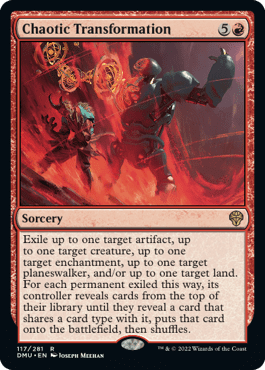 Chaotic Transformation 5
Sorcery
Exile up to one target artifact, up
to one target creature, up to one
target enchantment, up to one target
planeswalker, and/or up to one target land.
For each permanent exiled this way, its
controller reveals cards from the top of
their library until they reveal a card that
shares a card type with it, puts that card
onto the battlefield, then shuffles.
117/281 R
DMU • EN JOSEPH MEEHAN
™ & © 2022 Wizards of the Coast